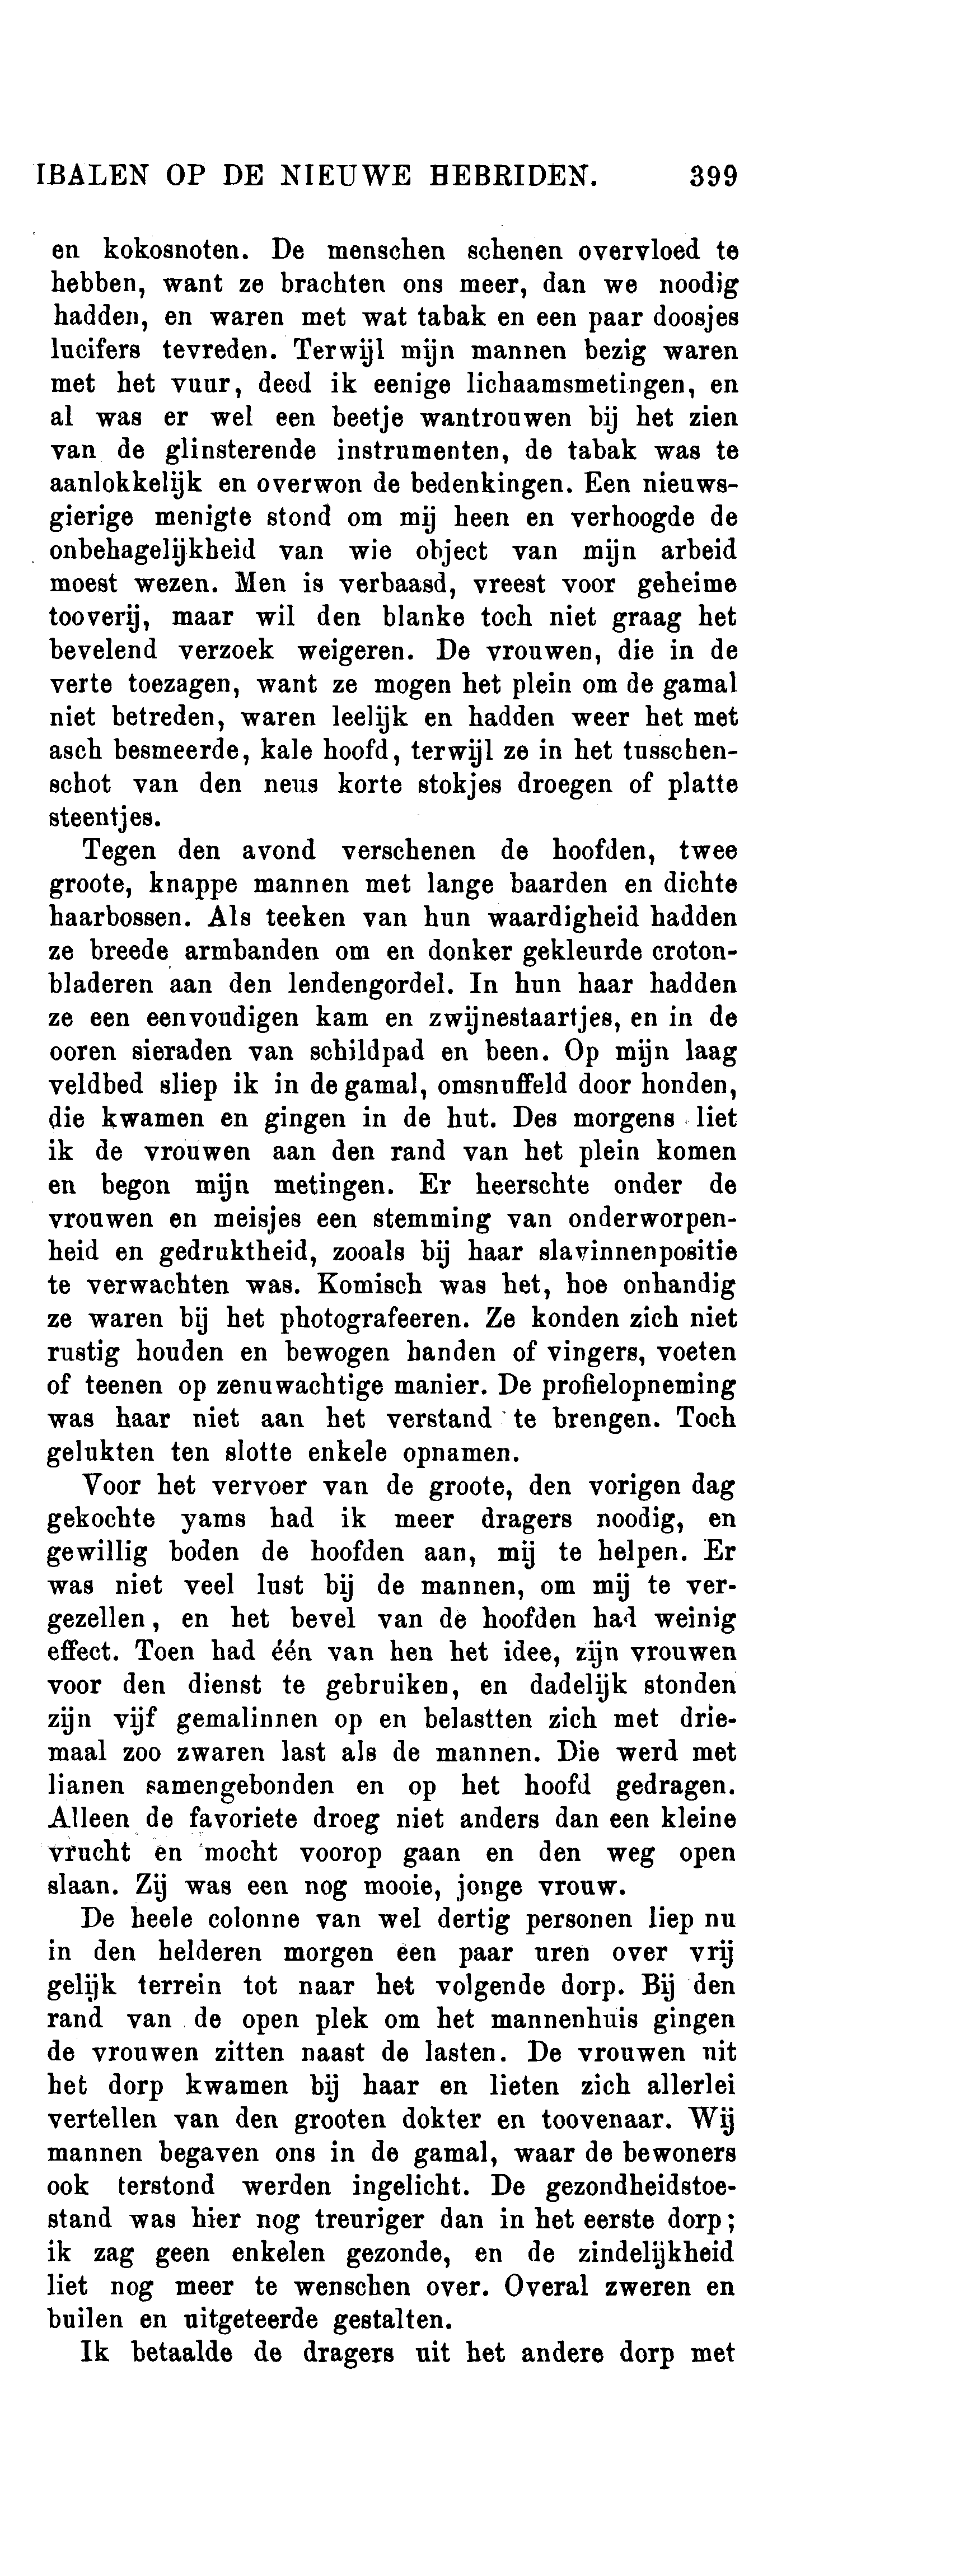 IBALEN OP DE NIEUWE HEBRIDEN. 399
en kokosnoten. De menschen schenen overvloed te
hebben, want ze brachten ons meer, dan we noodig
hadden, en waren met wat tabak en een paar doosjes
lucifers tevreden. Terwijl mijn mannen bezig waren
met het vuur, deed ik eenige lichaamsmetingen, en
al was er wel een beetje wantrouwen bij het zien
van de glinsterende instrumenten, de tabak was te
aanlokkelijk en overwon de bedenkingen. Een nieuws-
gierige menigte stond om mij heen en verhoogde de
onbehagelijkheid van wie object van mijn arbeid
moest wezen. Men is verbaasd, vreest voor geheime
tooverij, maar wil den blanke toch niet graag het
bevelend verzoek weigeren. De vrouwen, die in de
verte toezagen, want ze mogen het plein om de gamal
niet betreden, waren leelijk en hadden weer het met
asch besmeerde, kale hoofd, terwijl ze in het tusschen-
schot van den neus korte stokjes droegen of platte
steentjes.
Tegen den avond verschenen de hoofden, twee
groote, knappe mannen met lange baarden en dichte
haarbossen. Als teeken van hun waardigheid hadden
ze breede armbanden om en donker gekleurde croton-
bladeren aan den lendengordel. In hun haar hadden
ze een eenvoudigen kam en zwijnestaartjes, en in de
ooren sieraden van schildpad en been. Op mijn laag
veldbed sliep ik in de gamal, omsnuffeld door honden,
die kwamen en gingen in de hut. Des morgens liet
ik de vrouwen aan den rand van het plein komen
en begon mijn metingen. Er heerschte onder de
vrouwen en meisjes een stemming van onderworpen-
heid en gedruktheid, zooals bij haar slavinnenpositie
te verwachten was. Komisch was het, hoe onhandig
ze waren bij het photografeeren. Ze konden zich niet
rustig houden en bewogen handen of vingers, voeten
of teenen op zenuwachtige manier. De profielopneming
was haar niet aan het verstand te brengen. Toch
gelukten ten slotte enkele opnamen.
Voor het vervoer van de groote, den vorigen dag
gekochte yams had ik meer dragers noodig, en
gewillig boden de hoofden aan, mij te helpen. Er
was niet veel lust bij de mannen, om mij te ver-
gezellen, en het bevel van de hoofden had weinig
effect. Toen had één van hen het idee, zijn vrouwen
voor den dienst te gebruiken, en dadelijk stonden
zijn vijf gemalinnen op en belastten zich met drie-
maal zoo zwaren last als de mannen. Die werd met
lianen samengebonden en op het hoofd gedragen.
Alleen de favoriete droeg niet anders dan een kleine
vrucht en mocht voorop gaan en den weg open
slaan. Zij was een nog mooie, jonge vrouw.
De heele colonne van wel dertig personen liep nu
in den helderen morgen een paar uren over vrij
gelijk terrein tot naar het volgende dorp. Bij den
rand van de open plek om het mannenhuis gingen
de vrouwen zitten naast de lasten. De vrouwen uit
het dorp kwamen bij haar en lieten zich allerlei
vertellen van den grooten dokter en toovenaar. Wij
mannen begaven ons in de gamal, waar de bewoners
ook terstond werden ingelicht. De gezondheidstoe-
stand was hier nog treuriger dan in het eerste dorp;
ik zag geen enkelen gezonde, en de zindelijkheid
liet nog meer te wenschen over. Overal zweren en
builen en uitgeteerde gestalten.
Ik betaalde de dragers uit het andere dorp met